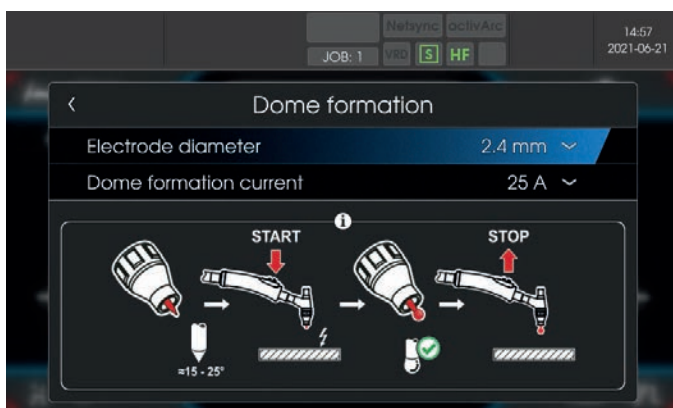 Netsync activArc
14:57
JOB: 1 VRD S HF
2021-06-21
Dome formation
Electrode diameter 2.4 mm
Dome formation current 25 A
START
STOP
≈15 - 25°